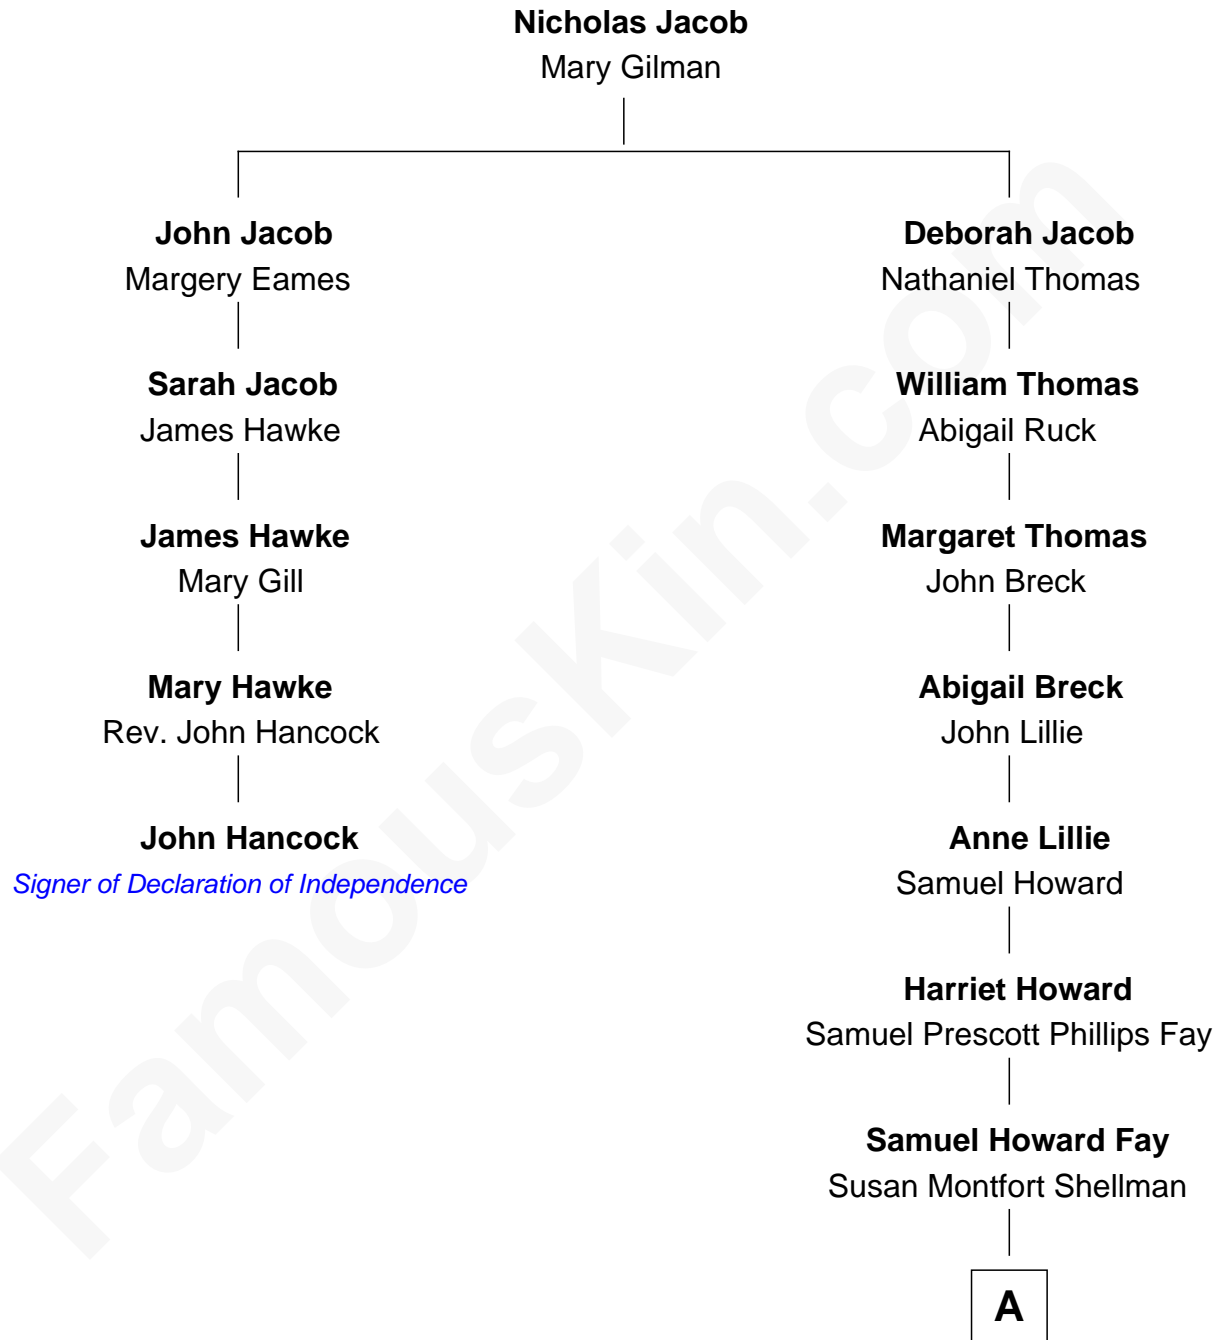 Nicholas Jacob
Mary Gilman
John Jacob
Margery Eames
Sarah Jacob
James Hawke
James Hawke
Mary Gill
Mary Hawke
Rev. John Hancock
John Hancock
Signer of Declaration of Independence
Deborah Jacob
Nathaniel Thomas
William Thomas
Abigail Ruck
Margaret Thomas
John Breck
Abigail Breck
John Lillie
Anne Lillie
Samuel Howard
Harriet Howard
Samuel Prescott Phillips Fay
Samuel Howard Fay
Susan Montfort Shellman
A
FamousKin.com